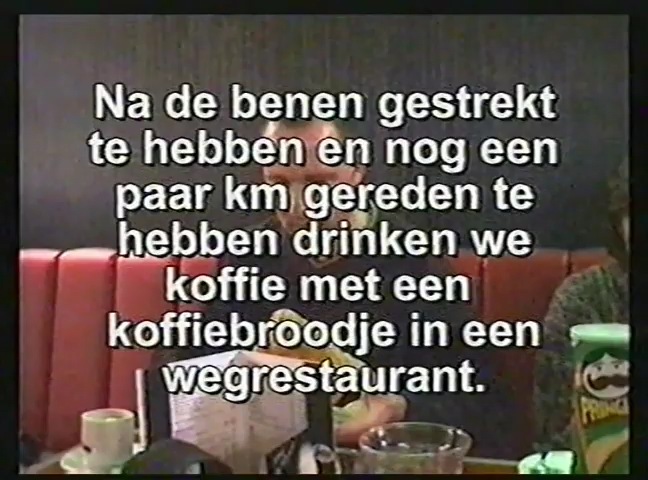 Na de benen gestrekt
te hebben en nog een
paar km gereden te
hebben drinken we
koffie met een
koffiebroodje in een
wegrestaurant.